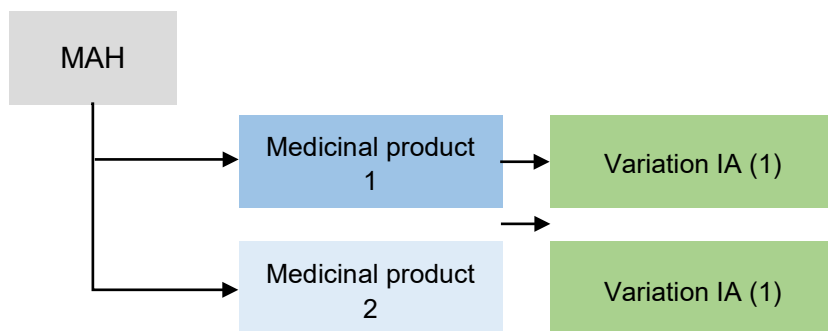 MAH
Medicinal product
1
Variation IA (1)
Medicinal product
2
Variation IA (1)